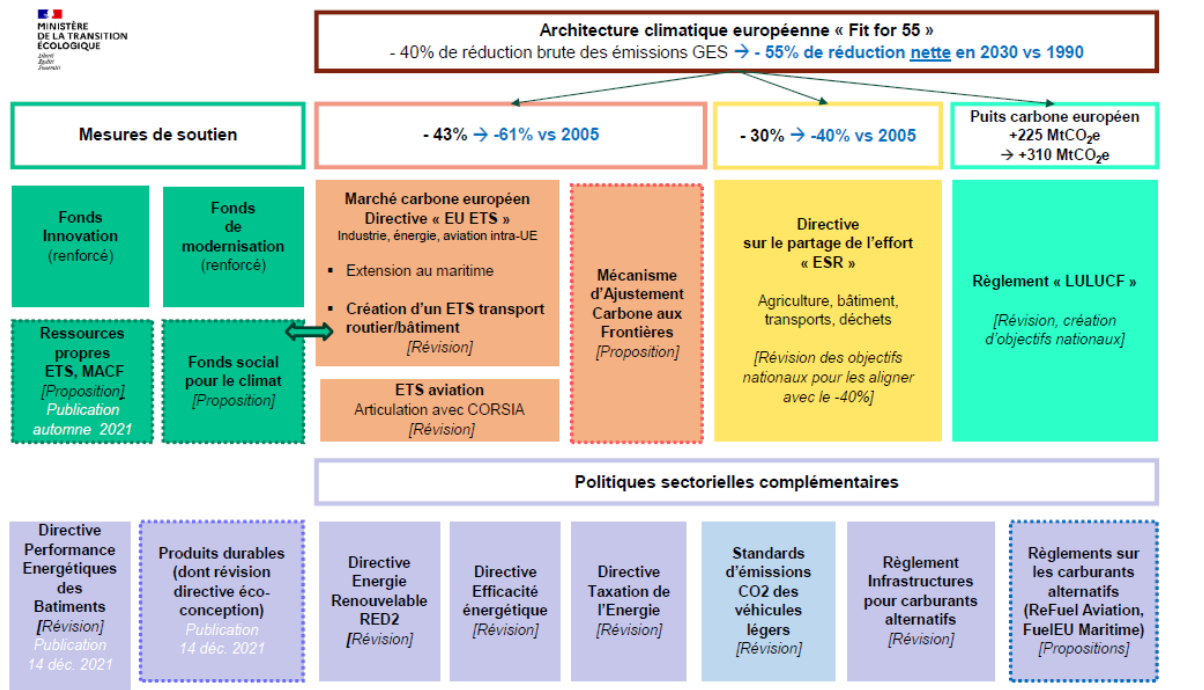 MINISTÈRE
DE LA TRANSITION
ÉCOLOGIQUE
Liberté
Égalité
Fraternité
Architecture climatique européenne « Fit for 55 »
- 40% de réduction brute des émissions GES → - 55% de réduction nette en 2030 vs 1990
Mesures de soutien
- 43% → -61% vs 2005
- 30% → -40% vs 2005
Puits carbone européen
+225 MtCO₂e
→ +310 MtCO₂e
Fonds
Innovation
(renforcé)
Fonds
de
modernisation
(renforcé)
Ressources
propres
ETS, MACF
[Proposition]
Publication
automne 2021
Fonds social
pour le climat
[Proposition]
Marché carbone européen
Directive « EU ETS »
Industrie, énergie, aviation intra-UE
▪ Extension au maritime
▪ Création d'un ETS transport
routier/bâtiment
[Révision]
ETS aviation
Articulation avec CORSIA
[Révision]
Mécanisme
d'Ajustement
Carbone aux
Frontières
[Proposition]
Directive
sur le partage de l'effort
« ESR »
Agriculture, bâtiment,
transports, déchets
[Révision des objectifs
nationaux pour les aligner
avec le -40%]
Règlement « LULUCF »
[Révision, création
d'objectifs nationaux]
Politiques sectorielles complémentaires
Directive
Performance
Energétiques
des
Batiments
[Révision]
Publication
14 déc. 2021
Produits durables
(dont révision
directive éco-
conception)
Publication
14 déc. 2021
Directive
Energie
Renouvelable
RED2
[Révision]
Directive
Efficacité
énergétique
[Révision]
Directive
Taxation de
l'Energie
[Révision]
Standards
d'émissions
CO2 des
véhicules
légers
[Révision]
Règlement
Infrastructures
pour carburants
alternatifs
[Révision]
Règlements sur
les carburants
alternatifs
(ReFuel Aviation,
FuelEU Maritime)
[Propositions]